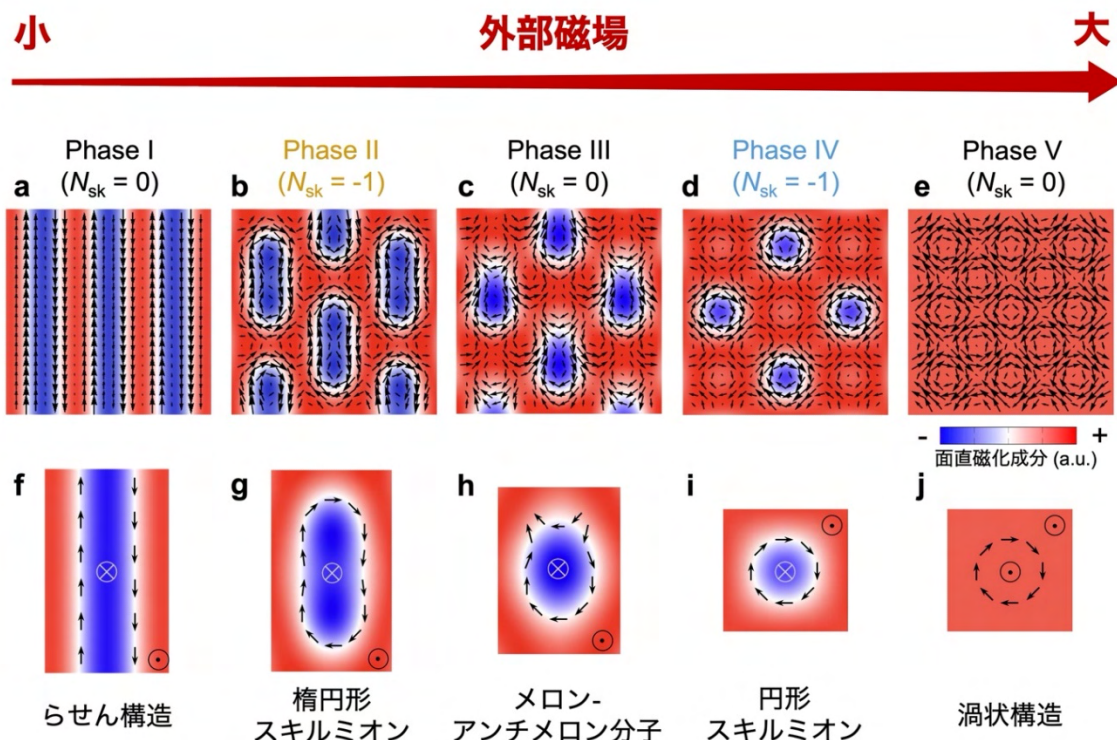 小
外部磁場
大
Phase I
(Nsk = 0)
Phase II
(Nsk = -1)
Phase III
(Nsk = 0)
Phase IV
(Nsk = -1)
Phase V
(Nsk = 0)
a
b
c
d
e
- +
面直磁化成分 (a.u.)
f
g
h
i
j
らせん構造
楕円形
スキルミオン
メロン-
アンチメロン分子
円形
スキルミオン
渦状構造